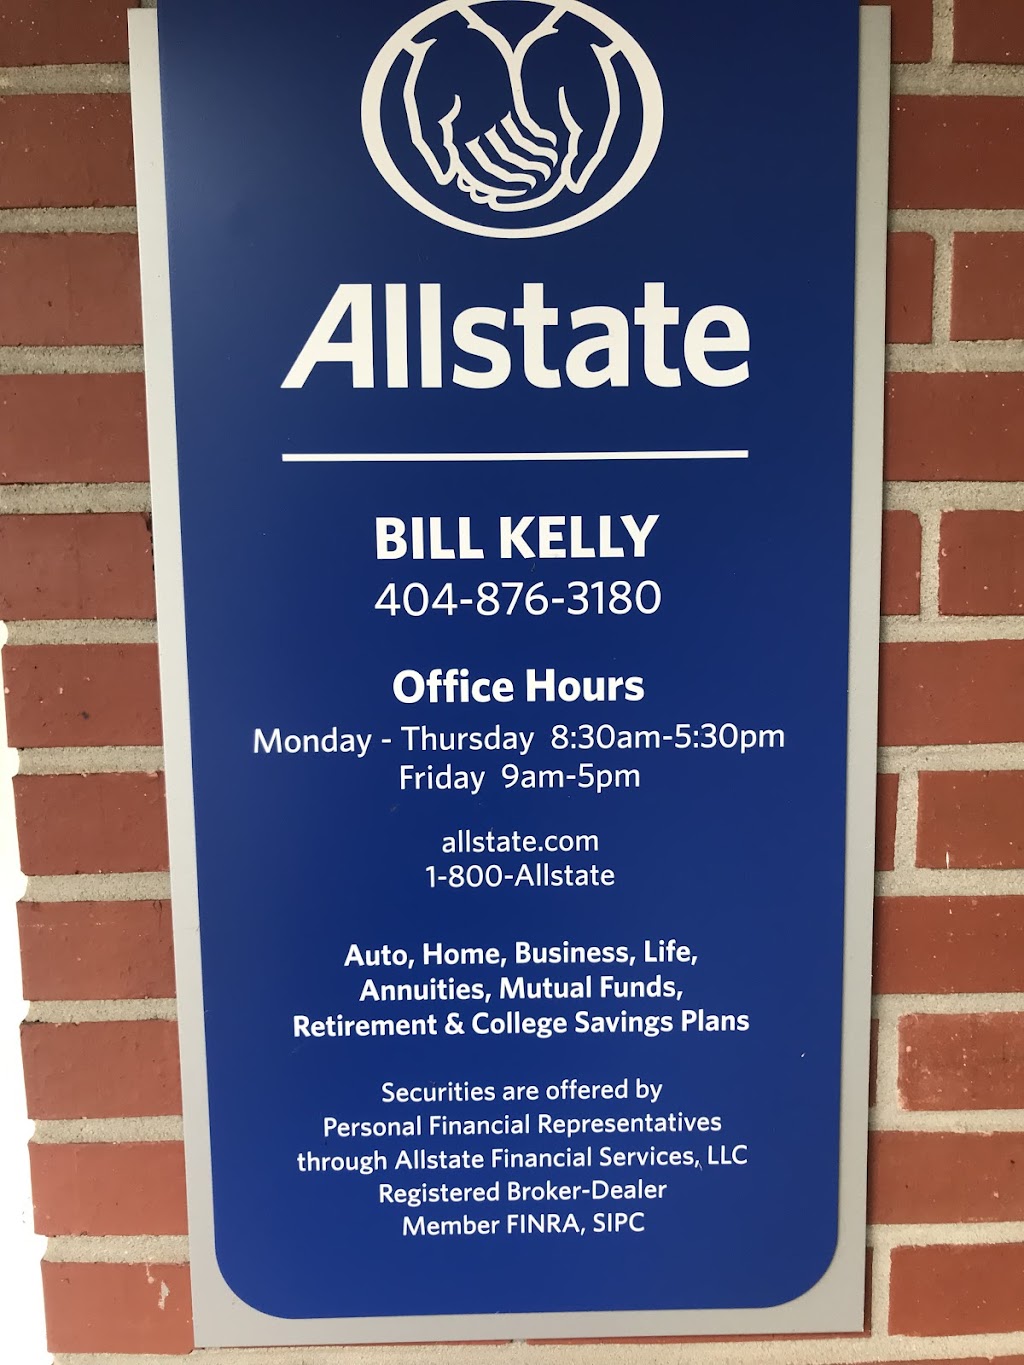 Allstate
BILL KELLY
404-876-3180
Office Hours
Monday - Thursday 8:30am-5:30pm
Friday 9am-5pm
allstate.com
1-800-Allstate
Auto, Home, Business, Life,
Annuities, Mutual Funds,
Retirement & College Savings Plans
Securities are offered by
Personal Financial Representatives
through Allstate Financial Services, LLC
Registered Broker-Dealer
Member FINRA, SIPC